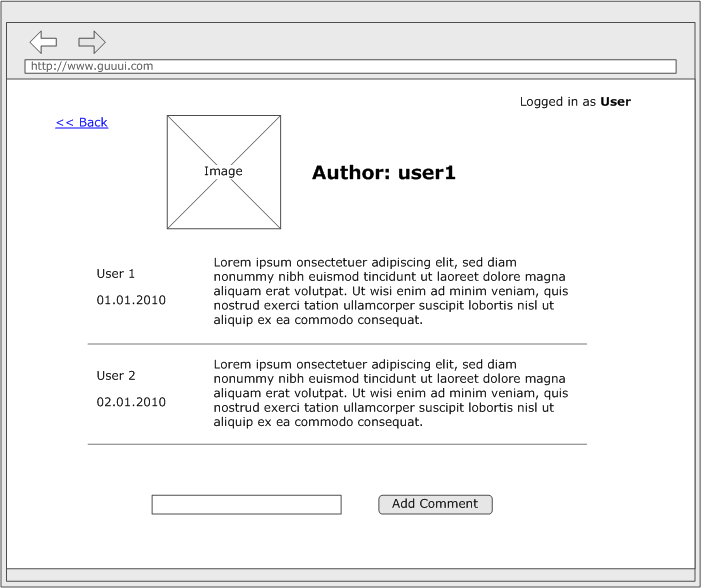 http://www.guuui.com
Logged in as User
<< Back
Image
Author: user1
User 1
01.01.2010
Lorem ipsum onsectetuer adipiscing elit, sed diam
nonummy nibh euismod tincidunt ut laoreet dolore magna
aliquam erat volutpat. Ut wisi enim ad minim veniam, quis
nostrud exerci tation ullamcorper suscipit lobortis nisl ut
aliquip ex ea commodo consequat.
User 2
02.01.2010
Lorem ipsum onsectetuer adipiscing elit, sed diam
nonummy nibh euismod tincidunt ut laoreet dolore magna
aliquam erat volutpat. Ut wisi enim ad minim veniam, quis
nostrud exerci tation ullamcorper suscipit lobortis nisl ut
aliquip ex ea commodo consequat.
Add Comment